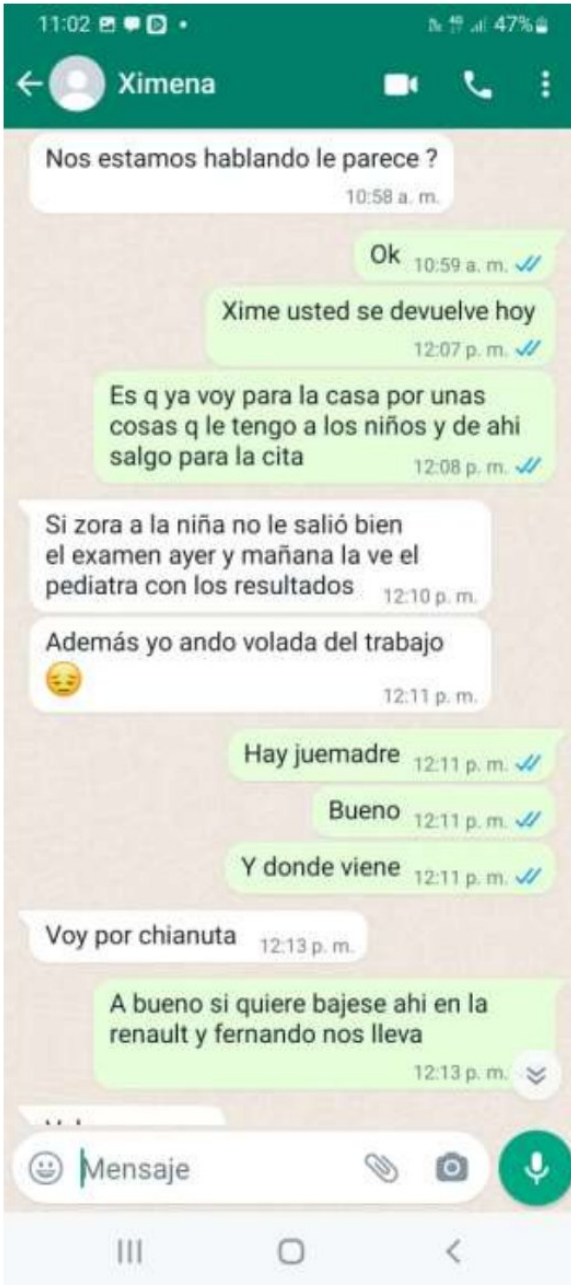 11:02
47%
Ximena
Nos estamos hablando le parece ?
10:58 a. m.
Ok 10:59 a. m.
Xime usted se devuelve hoy
12:07 p. m.
Es q ya voy para la casa por unas
cosas q le tengo a los niños y de ahi
salgo para la cita 12:08 p. m.
Si zora a la niña no le salió bien
el examen ayer y mañana la ve el
pediatra con los resultados 12:10 p. m.
Además yo ando volada del trabajo
12:11 p. m.
Hay juemadre 12:11 p. m.
Bueno 12:11 p. m.
Y donde viene 12:11 p. m.
Voy por chianuta 12:13 p. m.
A bueno si quiere bajese ahi en la
renault y fernando nos lleva
12:13 p. m.
Mensaje